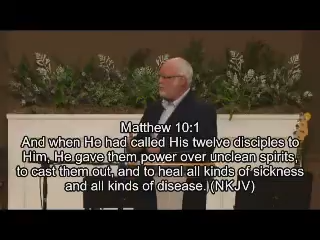 Matthew 10:1
And when He had called His twelve disciples to
Him, He gave them power over unclean spirits,
to cast them out, and to heal all kinds of sickness
and all kinds of disease. (NKJV)